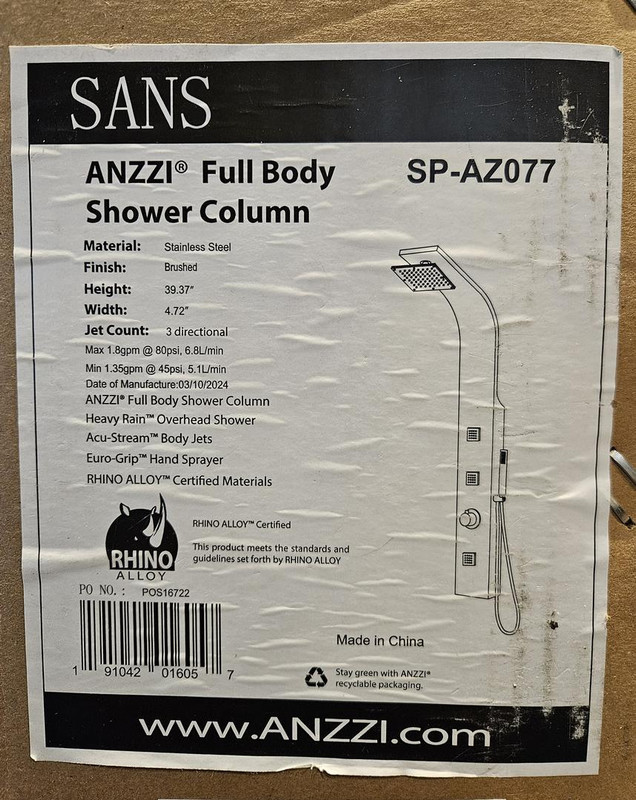 SANS
ANZZI® Full Body
Shower Column
SP-AZ077
Material: Stainless Steel
Finish: Brushed
Height: 39.37"
Width: 4.72"
Jet Count: 3 directional
Max 1.8gpm @ 80psi, 6.8L/min
Min 1.35gpm @ 45psi, 5.1L/min
Date of Manufacture:03/10/2024
ANZZI® Full Body Shower Column
Heavy Rain™ Overhead Shower
Acu-Stream™ Body Jets
Euro-Grip™ Hand Sprayer
RHINO ALLOY™ Certified Materials
RHINO
ALLOY
RHINO ALLOY™ Certified
This product meets the standards and
guidelines set forth by RHINO ALLOY
PO NO.: POS16722
1 91042 01605 7
Made in China
Stay green with ANZZI®
recyclable packaging.
www.ANZZI.com